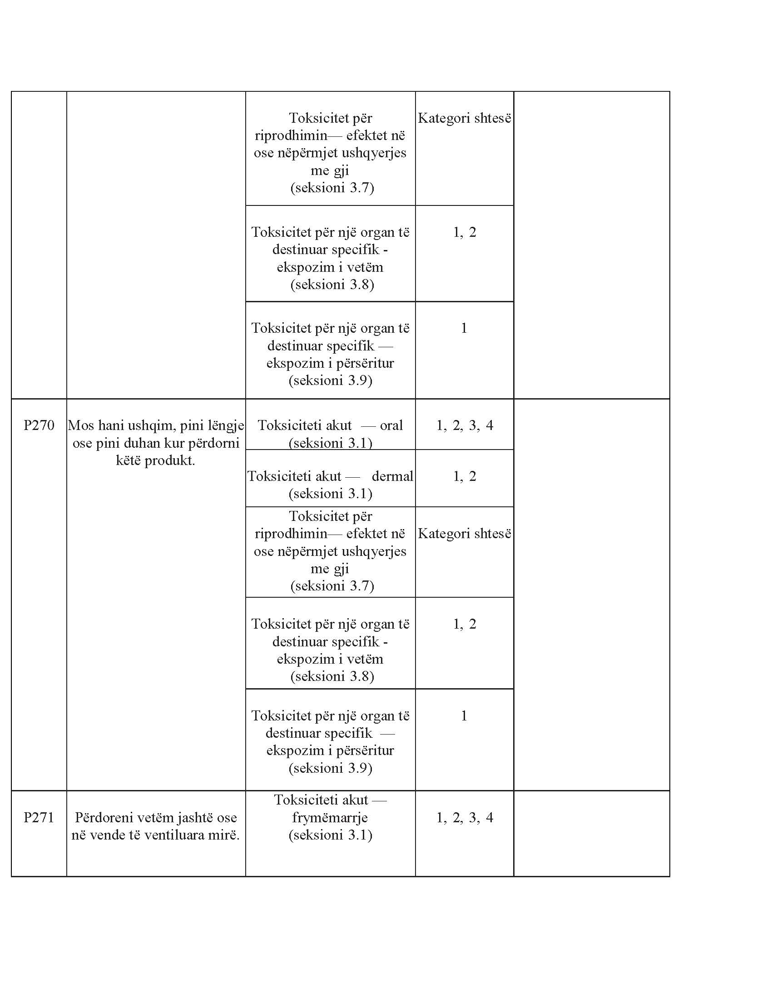 Toksicitet për
riprodhimin— efektet në
ose nëpërmjet ushqyerjes
me gji
(seksioni 3.7)
Kategori shtesë
Toksicitet për një organ të
destinuar specifik -
ekspozim i vetëm
(seksioni 3.8)
1, 2
Toksicitet për një organ të
destinuar specifik —
ekspozim i përsëritur
(seksioni 3.9)
1
P270
Mos hani ushqim, pini lëngje
ose pini duhan kur përdorni
këtë produkt.
Toksiciteti akut — oral
(seksioni 3.1)
1, 2, 3, 4
Toksiciteti akut — dermal
(seksioni 3.1)
1, 2
Toksicitet për
riprodhimin— efektet në
ose nëpërmjet ushqyerjes
me gji
(seksioni 3.7)
Kategori shtesë
Toksicitet për një organ të
destinuar specifik -
ekspozim i vetëm
(seksioni 3.8)
1, 2
Toksicitet për një organ të
destinuar specifik —
ekspozim i përsëritur
(seksioni 3.9)
1
P271
Përdoreni vetëm jashtë ose
në vende të ventiluara mirë.
Toksiciteti akut —
frymëmarrje
(seksioni 3.1)
1, 2, 3, 4